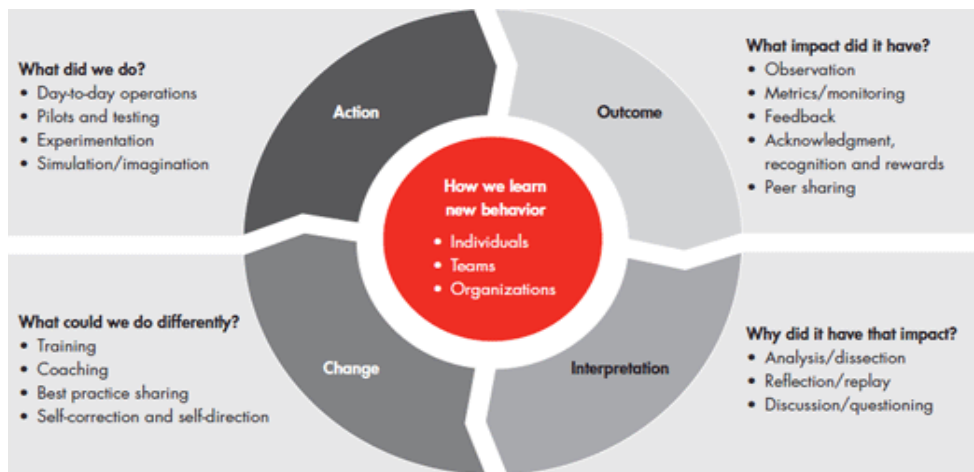 What did we do?
• Day-to-day operations
• Pilots and testing
• Experimentation
• Simulation/imagination
Action
Outcome
What impact did it have?
• Observation
• Metrics/monitoring
• Feedback
• Acknowledgment,
recognition and rewards
• Peer sharing
How we learn
new behavior
• Individuals
• Teams
• Organizations
What could we do differently?
• Training
• Coaching
• Best practice sharing
• Self-correction and self-direction
Change
Interpretation
Why did it have that impact?
• Analysis/dissection
• Reflection/replay
• Discussion/questioning